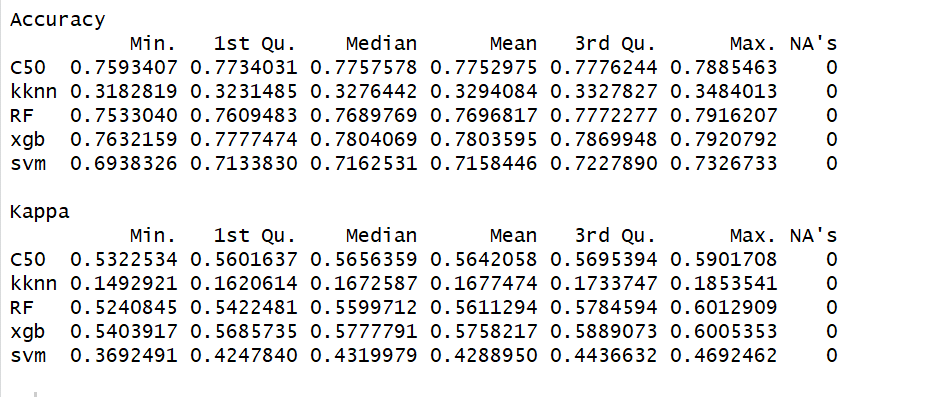 Accuracy
Min. 1st Qu. Median Mean 3rd Qu. Max. NA's
C50 0.7593407 0.7734031 0.7757578 0.7752975 0.7776244 0.7885463 0
kknn 0.3182819 0.3231485 0.3276442 0.3294084 0.3327827 0.3484013 0
RF 0.7533040 0.7609483 0.7689769 0.7696817 0.7772277 0.7916207 0
xgb 0.7632159 0.7777474 0.7804069 0.7803595 0.7869948 0.7920792 0
svm 0.6938326 0.7133830 0.7162531 0.7158446 0.7227890 0.7326733 0
Kappa
Min. 1st Qu. Median Mean 3rd Qu. Max. NA's
C50 0.5322534 0.5601637 0.5656359 0.5642058 0.5695394 0.5901708 0
kknn 0.1492921 0.1620614 0.1672587 0.1677474 0.1733747 0.1853541 0
RF 0.5240845 0.5422481 0.5599712 0.5611294 0.5784594 0.6012909 0
xgb 0.5403917 0.5685735 0.5777791 0.5758217 0.5889073 0.6005353 0
svm 0.3692491 0.4247840 0.4319979 0.4288950 0.4436632 0.4692462 0